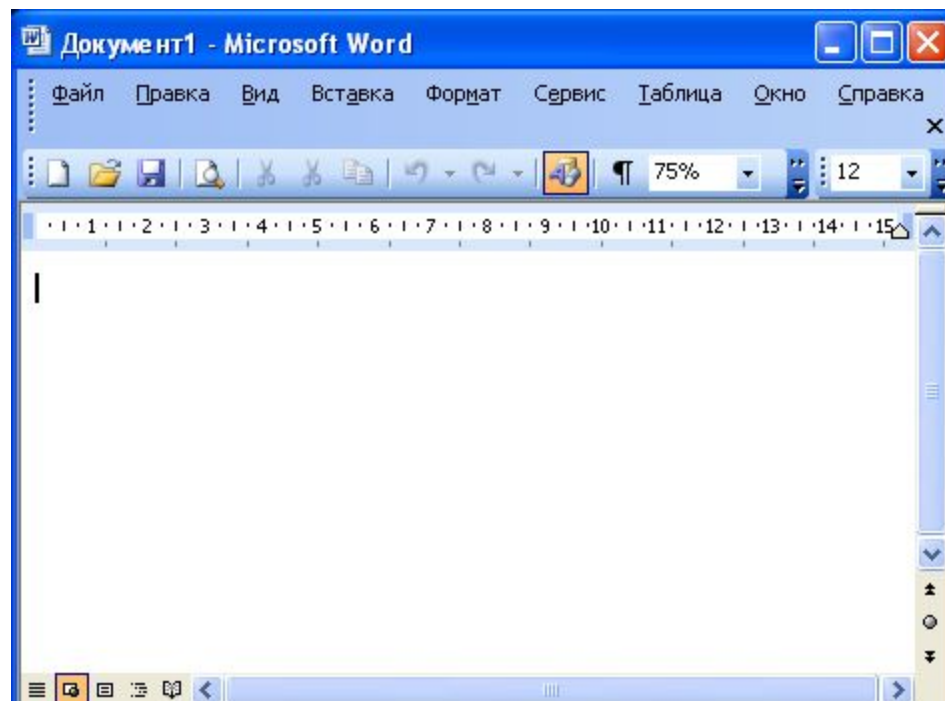 Документ1 - Microsoft Word
Файл Правка Вид Вставка Формат Сервис Таблица Окно Справка
¶ 75% 12
1 2 3 4 5 6 7 8 9 10 11 12 13 14 15